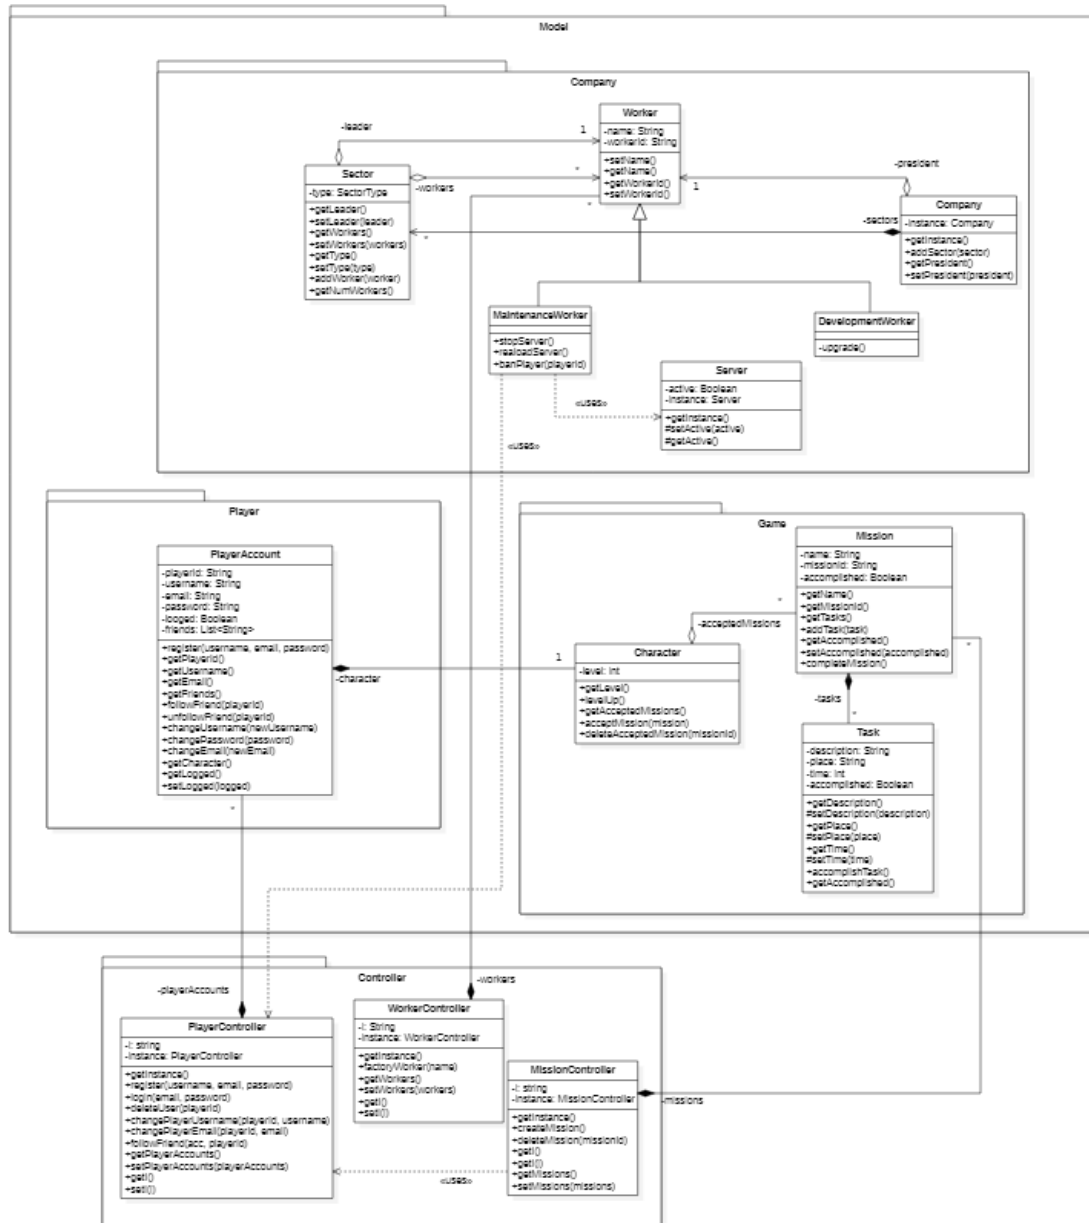 Model
Company
Worker
-name: String
-workerId: String
+setName()
+getName()
+getWorkerId()
+setWorkerId()
-leader
1
*
-workers
*
Sector
-type: SectorType
+getLeader()
+setLeader(leader)
+getWorkers()
+setWorkers(workers)
+getType()
+setType(type)
+addWorker(worker)
+getNumWorkers()
-president
1
Company
-instance: Company
+getInstance()
+addSector(sector)
+getPresident()
+setPresident(president)
-sectors
*
MaintenanceWorker
+stopServer()
+realoadServer()
+banPlayer(playerId)
DevelopmentWorker
-upgrade()
Server
-active: Boolean
-instance: Server
+getInstance()
#setActive(active)
#getActive()
«uses»
«uses»
Player
PlayerAccount
-playerId: String
-username: String
-email: String
-password: String
-logged: Boolean
-friends: List<String>
+register(username, email, password)
+getPlayerId()
+getUsername()
+getEmail()
+getFriends()
+followFriend(playerId)
+unfollowFriend(playerId)
+changeUsername(newUsername)
+changePassword(password)
+changeEmail(newEmail)
+getCharacter()
+getLogged()
+setLogged(logged)
*
-character
1
Game
Mission
-name: String
-missionId: String
-accomplished: Boolean
+getName()
+getMissionId()
+getTasks()
+addTask(task)
+getAccomplished()
+setAccomplished(accomplished)
+completeMission()
*
-acceptedMissions
*
Character
-level: int
+getLevel()
+levelUp()
+getAcceptedMissions()
+acceptMission(mission)
+deleteAcceptedMission(missionId)
-tasks
*
Task
-description: String
-place: String
-time: int
-accomplished: Boolean
+getDescription()
#setDescription(description)
+getPlace()
#setPlace(place)
+getTime()
#setTime(time)
+accomplishTask()
+getAccomplished()
Controller
-playerAccounts
PlayerController
-i: string
-instance: PlayerController
+getInstance()
+register(username, email, password)
+login(email, password)
+deleteUser(playerId)
+changePlayerUsername(playerId, username)
+changePlayerEmail(playerId, email)
+followFriend(acc, playerId)
+getPlayerAccounts()
+setPlayerAccounts(playerAccounts)
+getI()
+setI(i)
-workers
WorkerController
-i: String
-instance: WorkerController
+getInstance()
+factoryWorker(name)
+getWorkers()
+setWorkers(workers)
+getI()
+setI(i)
MissionController
-i: string
-instance: MissionController
+getInstance()
+createMission()
+deleteMission(missionId)
+getI()
+getI(i)
+getMissions()
+setMissions(missions)
-missions
«uses»